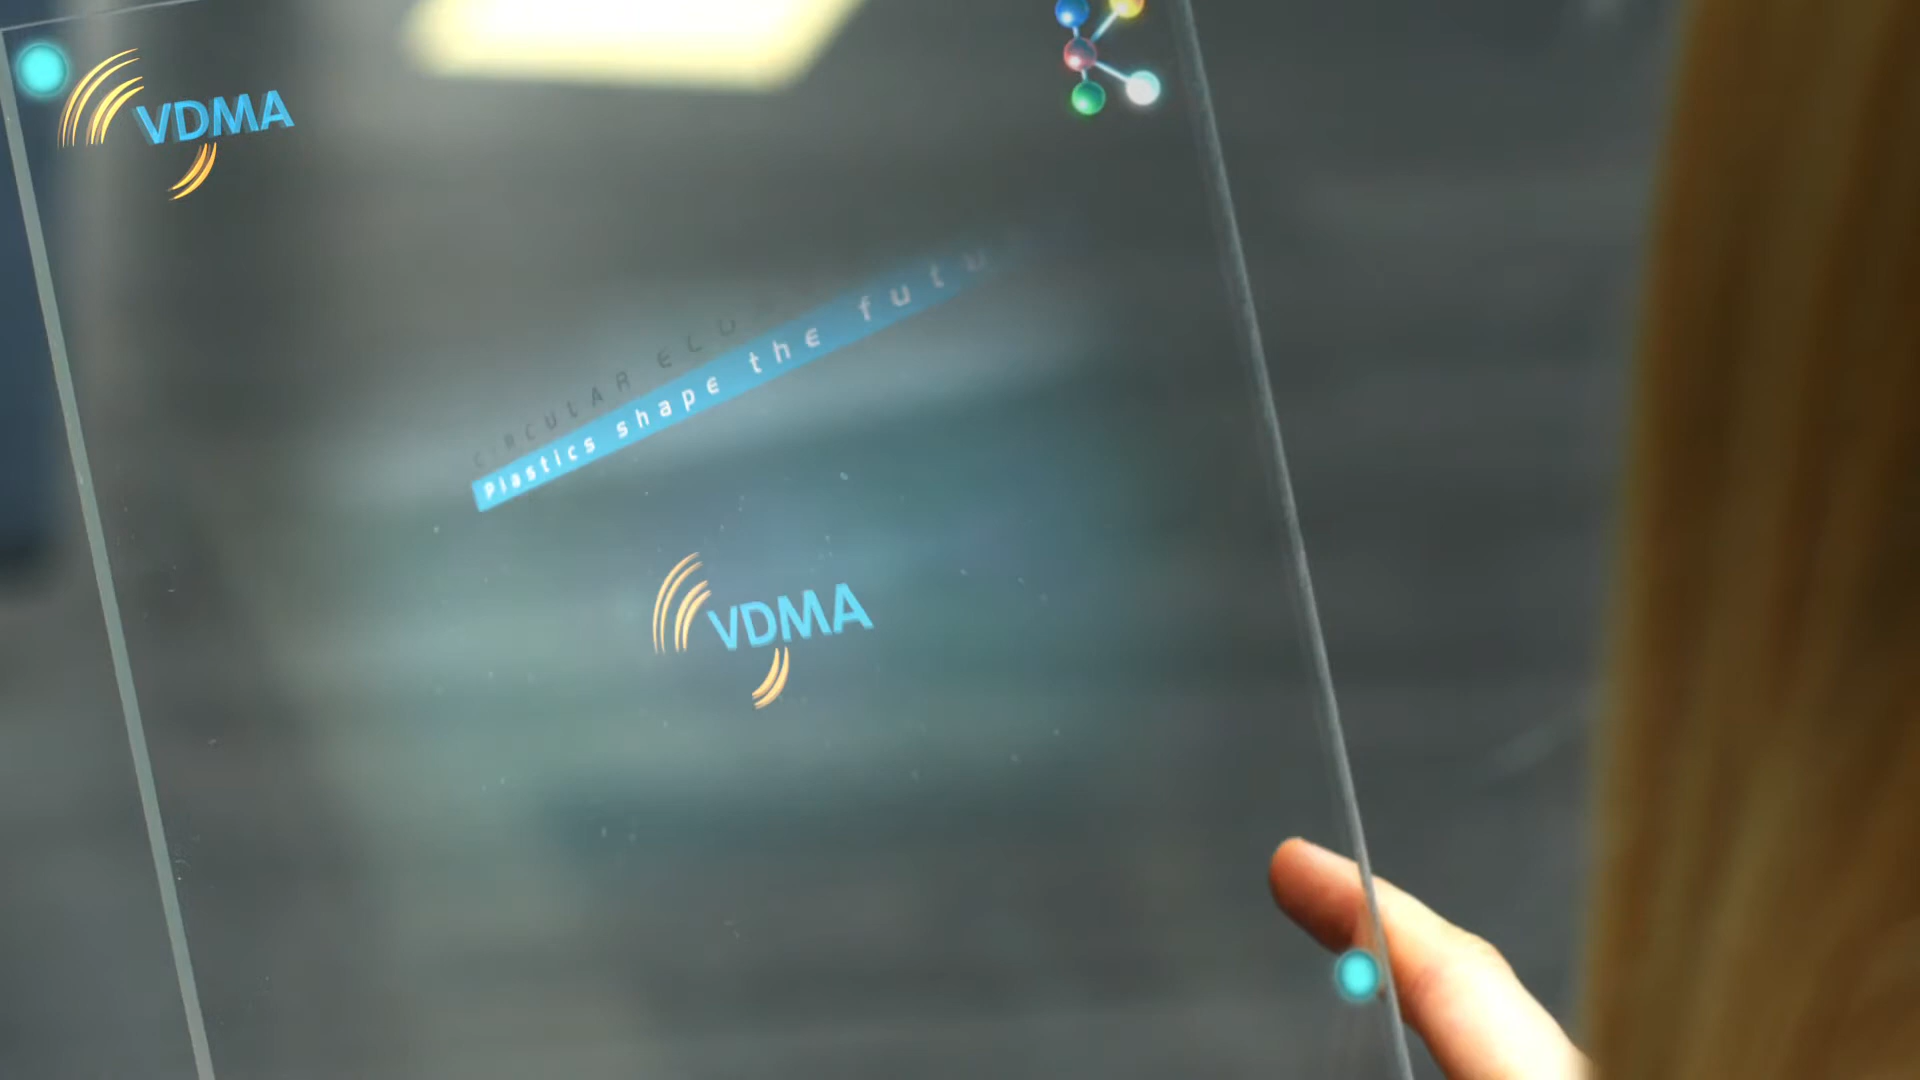 VDMA
CIRCULAR
Plastics shape the
VDMA